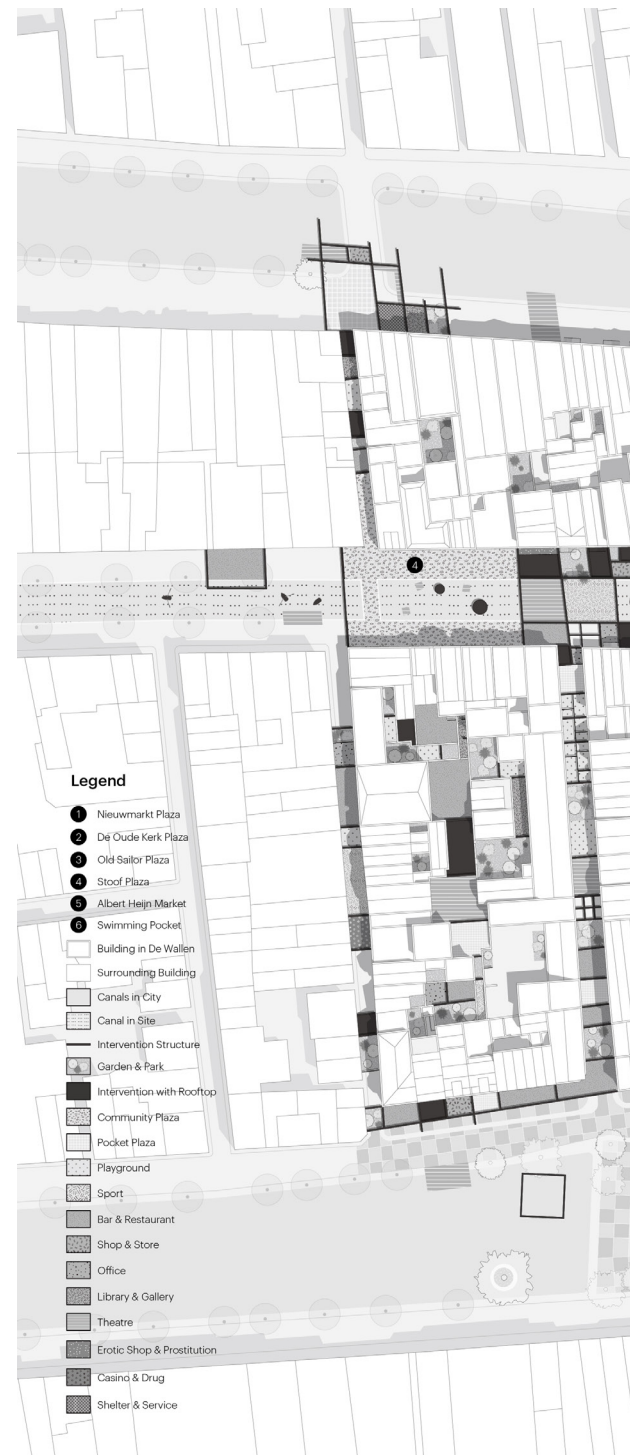 4
Legend
1 Nieuwmarkt Plaza
2 De Oude Kerk Plaza
3 Old Sailor Plaza
4 Stoof Plaza
5 Albert Heijn Market
6 Swimming Pocket
Building in De Wallen
Surrounding Building
Canals in City
Canal in Site
Intervention Structure
Garden & Park
Intervention with Rooftop
Community Plaza
Pocket Plaza
Playground
Sport
Bar & Restaurant
Shop & Store
Office
Library & Gallery
Theatre
Erotic Shop & Prostitution
Casino & Drug
Shelter & Service